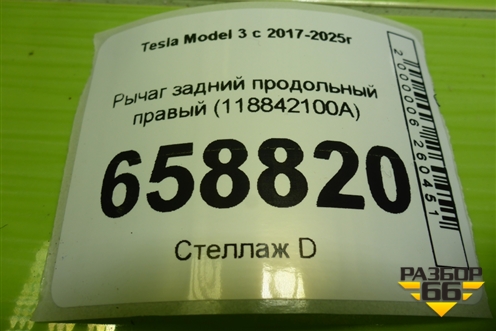 Tesla Model 3 с 2017-2025г
Рычаг задний продольный
правый (118842100A)
658820
Стеллаж D
2000006260451
РАЗБОР
66